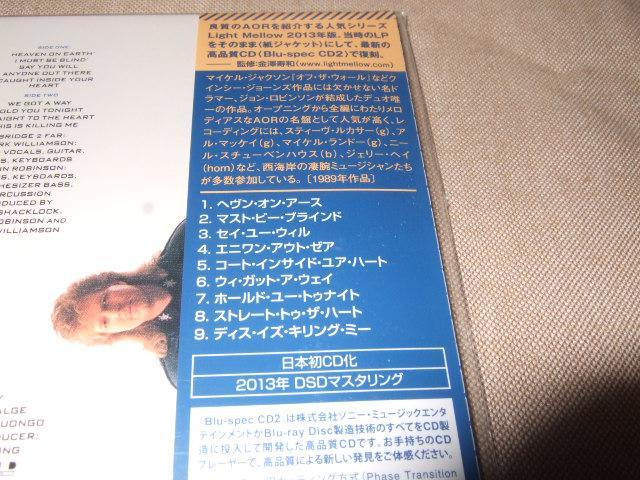 SIDE ONE
HEAVEN ON EARTH
I MUST BE BLIND
SAY YOU WILL
ANYONE OUT THERE
CAUGHT INSIDE YOUR
HEART
SIDE TWO
WE GOT A WAY
OLD YOU TONIGHT
AIGHT TO THE HEART
IS IS KILLING ME
BRIDGE 2 FAR:
RK WILLIAMSON:
VOCALS, GUITAR,
S, KEYBOARDS
N ROBINSON:
S, KEYBOARDS,
HESIZER BASS,
RCUSSION
DUCED BY
SHACKLOCK,
OBINSON AND
WILLIAMSON
ALGE
UONGO
DUCER:
NG
良質のAORを紹介する人気シリーズ
Light Mellow 2013年版。当時のLP
をそのまま(紙ジャケット)にして、最新の
高品質CD(Blu-spec CD2)で復刻。
── 監修:金澤寿和(www.lightmellow.com)
マイケル・ジャクソン『オフ・ザ・ウォール』などク
インシー・ジョーンズ作品には欠かせない名ド
ラマー、ジョン・ロビンソンが結成したデュオ唯
一の作品。オープニングから全編にわたりメロ
ディアスなAORの名盤として人気が高く、レ
コーディングには、スティーヴ・ルカサー(g)、ア
ル・マッケイ(g)、マイケル・ランドー(g)、ニー
ル・スチューベンハウス(b)、ジェリー・ヘイ
(horn)など、西海岸の凄腕ミュージシャンたち
が多数参加している。[1989年作品]
1. ヘヴン・オン・アース
2. マスト・ビー・ブラインド
3. セイ・ユー・ウィル
4. エニワン・アウト・ゼア
5. コート・インサイド・ユア・ハート
6. ウィ・ガット・ア・ウェイ
7. ホールド・ユー・トゥナイト
8. ストレート・トゥ・ザ・ハート
9. ディス・イズ・キリング・ミー
日本初CD化
2013年 DSDマスタリング
Blu-spec CD2 は株式会社ソニー・ミュージックエンタ
テインメントがBlu-ray Disc製造技術のすべてをCD製
造に投入して開発した高品質CDです。お手持ちのCD
プレーヤーで、高品質による新しい発見をご体感ください。
カッティング方式(Phase Transition